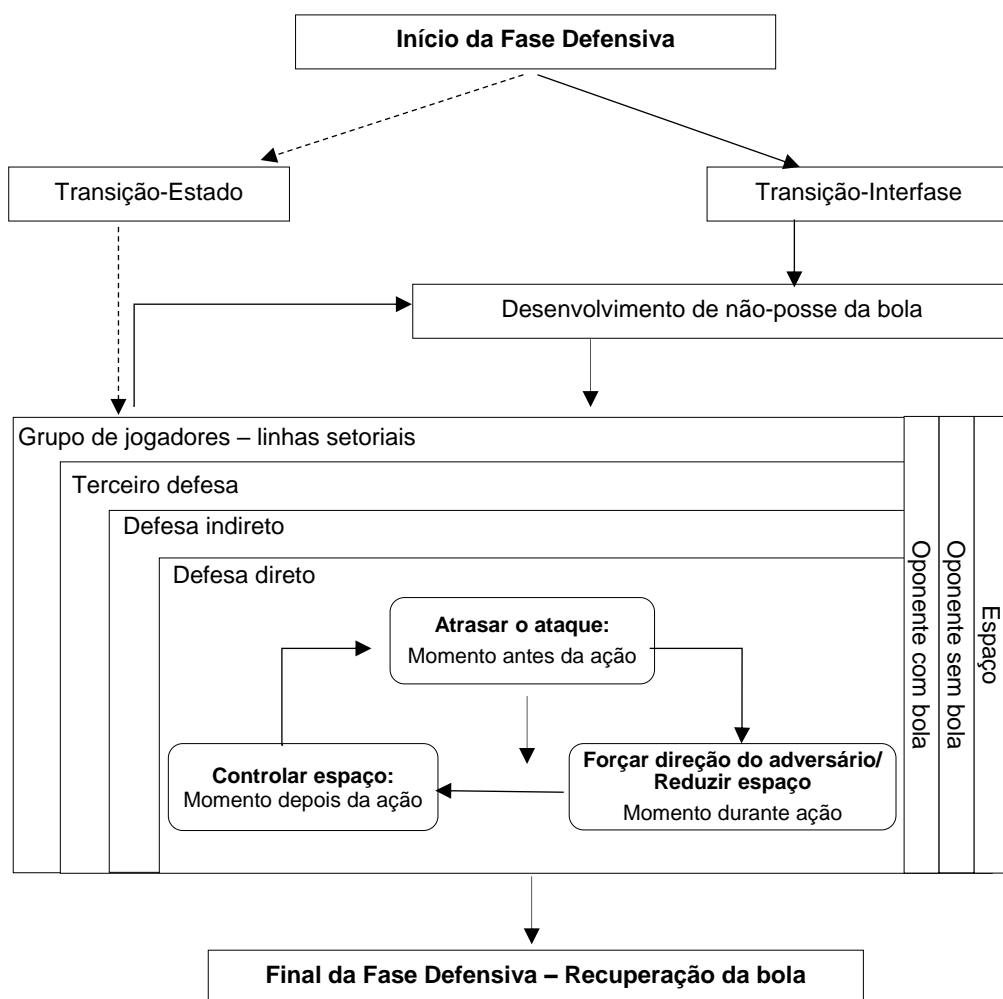 Início da Fase Defensiva
Transição-Estado
Transição-Interfase
Desenvolvimento de não-posse da bola
Grupo de jogadores – linhas setoriais
Terceiro defesa
Defesa indireto
Defesa direto
Atrasar o ataque:
Momento antes da ação
Controlar espaço:
Momento depois da ação
Forçar direção do adversário/
Reduzir espaço
Momento durante ação
Oponente com bola
Oponente sem bola
Espaço
Final da Fase Defensiva – Recuperação da bola